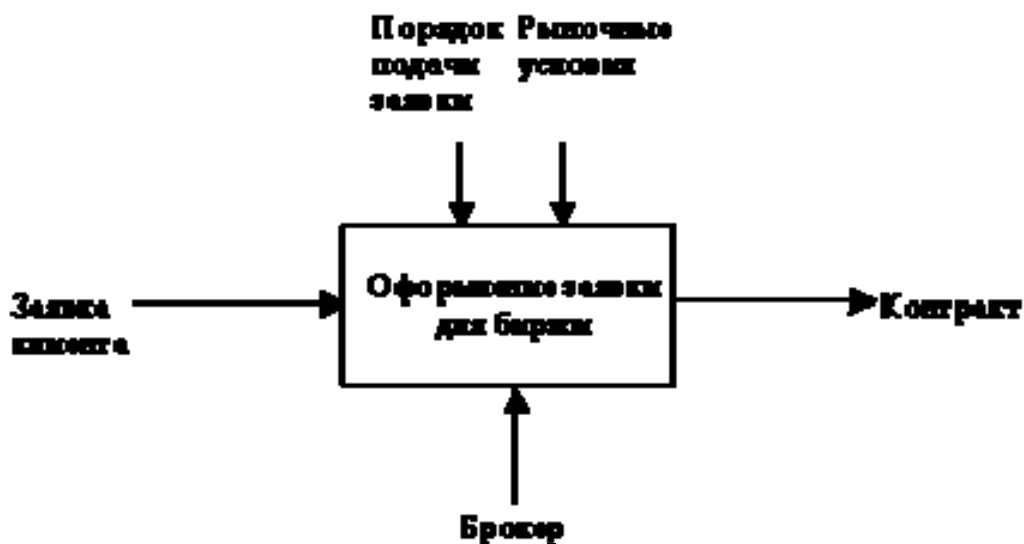 Порядок
подачи
заявки
Рыночные
условия
Заявка
клиента
Оформление заявки
для биржи
Контракт
Брокер